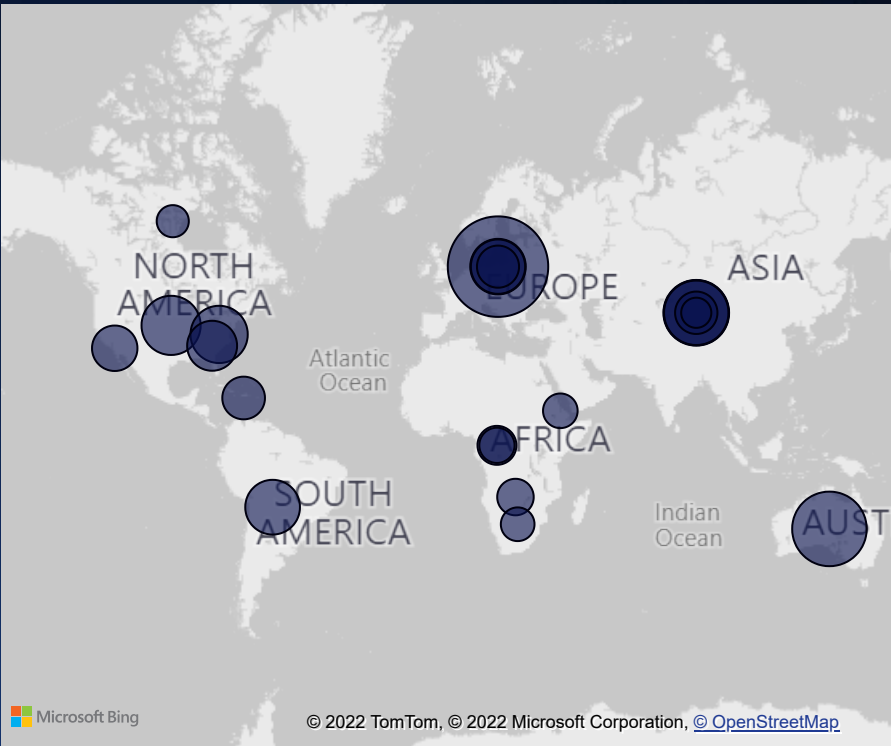 NORTH
AMERICA
EUROPE
ASIA
Atlantic
Ocean
AFRICA
SOUTH
AMERICA
Indian
Ocean
AUST
Microsoft Bing
© 2022 TomTom, © 2022 Microsoft Corporation, © OpenStreetMap